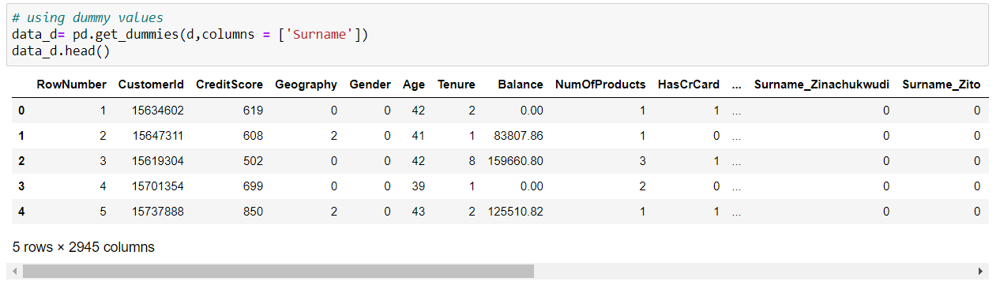 # using dummy values
data_d= pd.get_dummies(d,columns = ['Surname'])
data_d.head()
RowNumber CustomerId CreditScore Geography Gender Age Tenure Balance NumOfProducts HasCrCard ... Surname_Zinachukwudi Surname_Zito
0 1 15634602 619 0 0 42 2 0.00 1 1 ... 0 0
1 2 15647311 608 2 0 41 1 83807.86 1 0 ... 0 0
2 3 15619304 502 0 0 42 8 159660.80 3 1 ... 0 0
3 4 15701354 699 0 0 39 1 0.00 2 0 ... 0 0
4 5 15737888 850 2 0 43 2 125510.82 1 1 ... 0 0
5 rows × 2945 columns